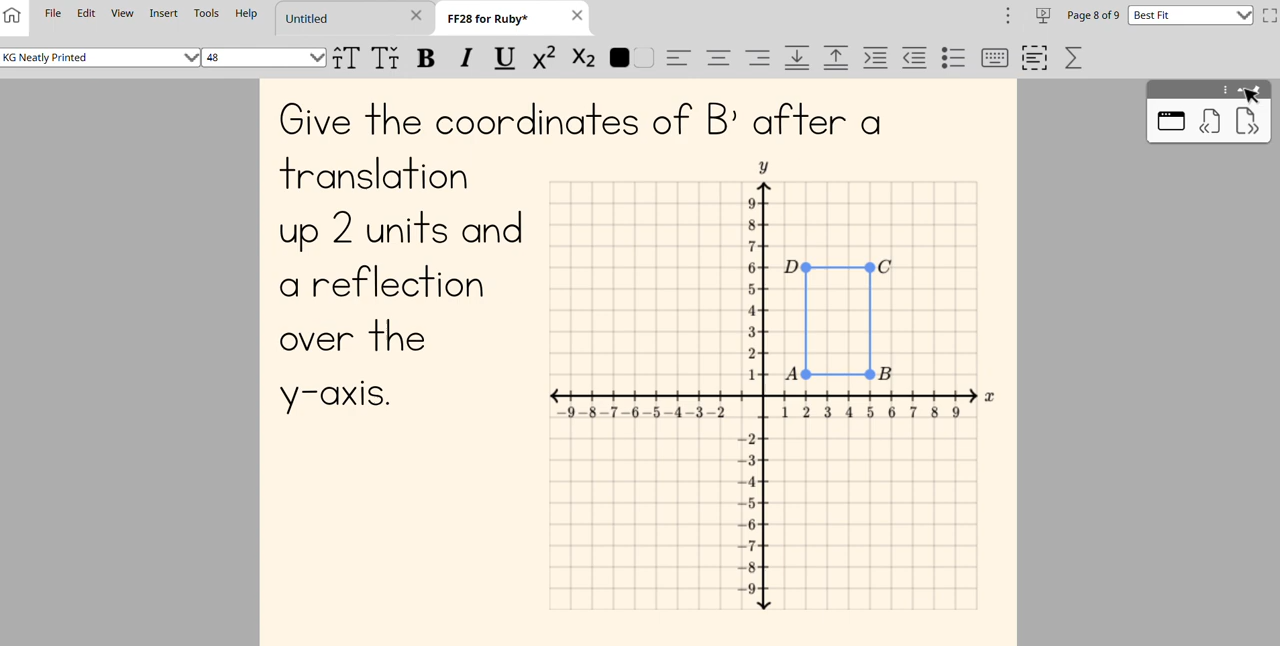 File Edit View Insert Tools Help
Untitled
FF28 for Ruby*
Page 8 of 9
Best Fit
KG Neatly Printed
48
B I U X² X₂ Σ
Give the coordinates of B' after a
translation
up 2 units and
a reflection
over the
y-axis.
y
9
8
7
D 6 C
5
4
3
2
A 1 B
x
-9 -8 -7 -6 -5 -4 -3 -2 1 2 3 4 5 6 7 8 9
-2
-3
-4
-5
-6
-7
-8
-9